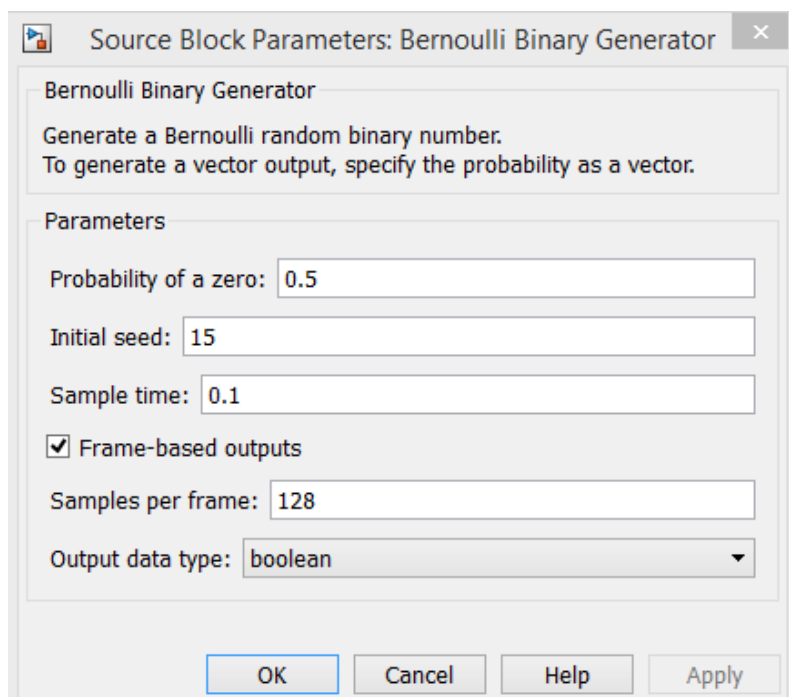 Source Block Parameters: Bernoulli Binary Generator
Bernoulli Binary Generator
Generate a Bernoulli random binary number.
To generate a vector output, specify the probability as a vector.
Parameters
Probability of a zero: 0.5
Initial seed: 15
Sample time: 0.1
Frame-based outputs
Samples per frame: 128
Output data type: boolean
OK Cancel Help Apply